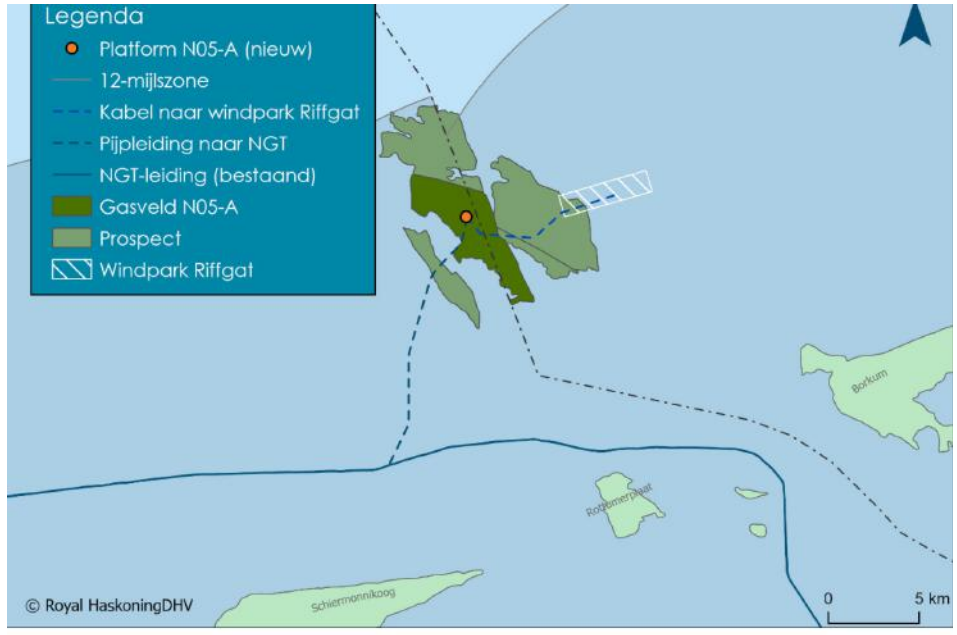 Legenda
Platform N05-A (nieuw)
12-mijlszone
Kabel naar windpark Riffgat
Pijpleiding naar NGT
NGT-leiding (bestaand)
Gasveld N05-A
Prospect
Windpark Riffgat
Borkum
Rottumerplaat
Schiermonnikoog
© Royal HaskoningDHV
0 5 km